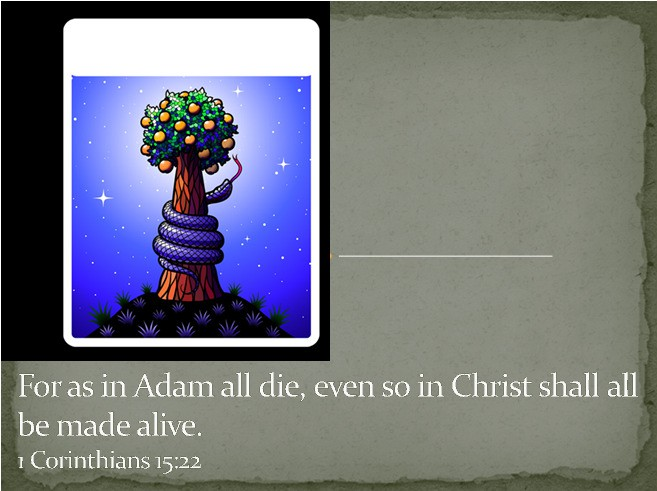 For as in Adam all die, even so in Christ shall all
be made alive.
1 Corinthians 15:22